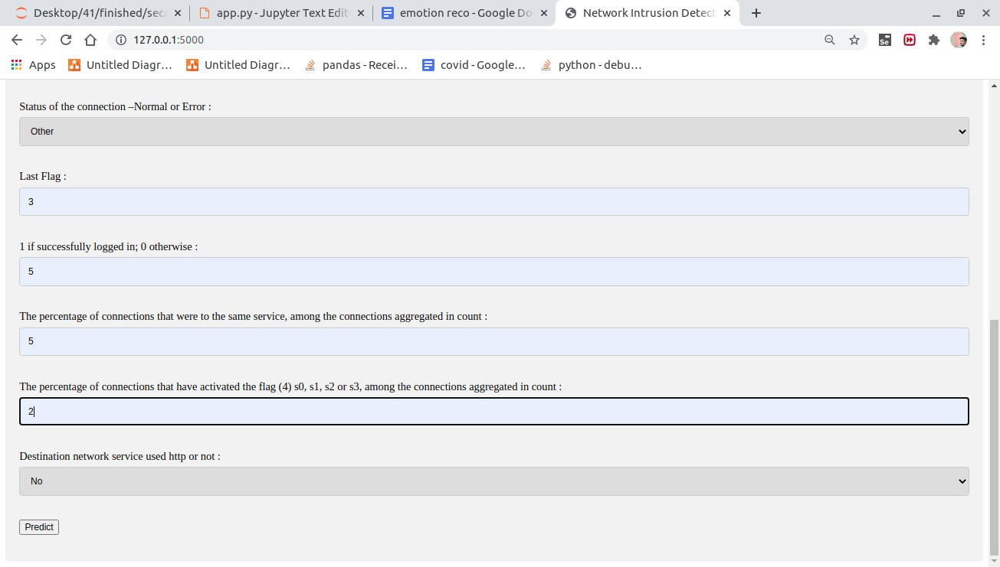 Desktop/41/finished/seco
app.py - Jupyter Text Edit
emotion reco - Google Do
Network Intrusion Detect
127.0.0.1:5000
Se
Apps
Untitled Diagr…
Untitled Diagr…
pandas - Recei…
covid - Google…
python - debu…
Status of the connection –Normal or Error :
Other
Last Flag :
3
1 if successfully logged in; 0 otherwise :
5
The percentage of connections that were to the same service, among the connections aggregated in count :
5
The percentage of connections that have activated the flag (4) s0, s1, s2 or s3, among the connections aggregated in count :
2
Destination network service used http or not :
No
Predict